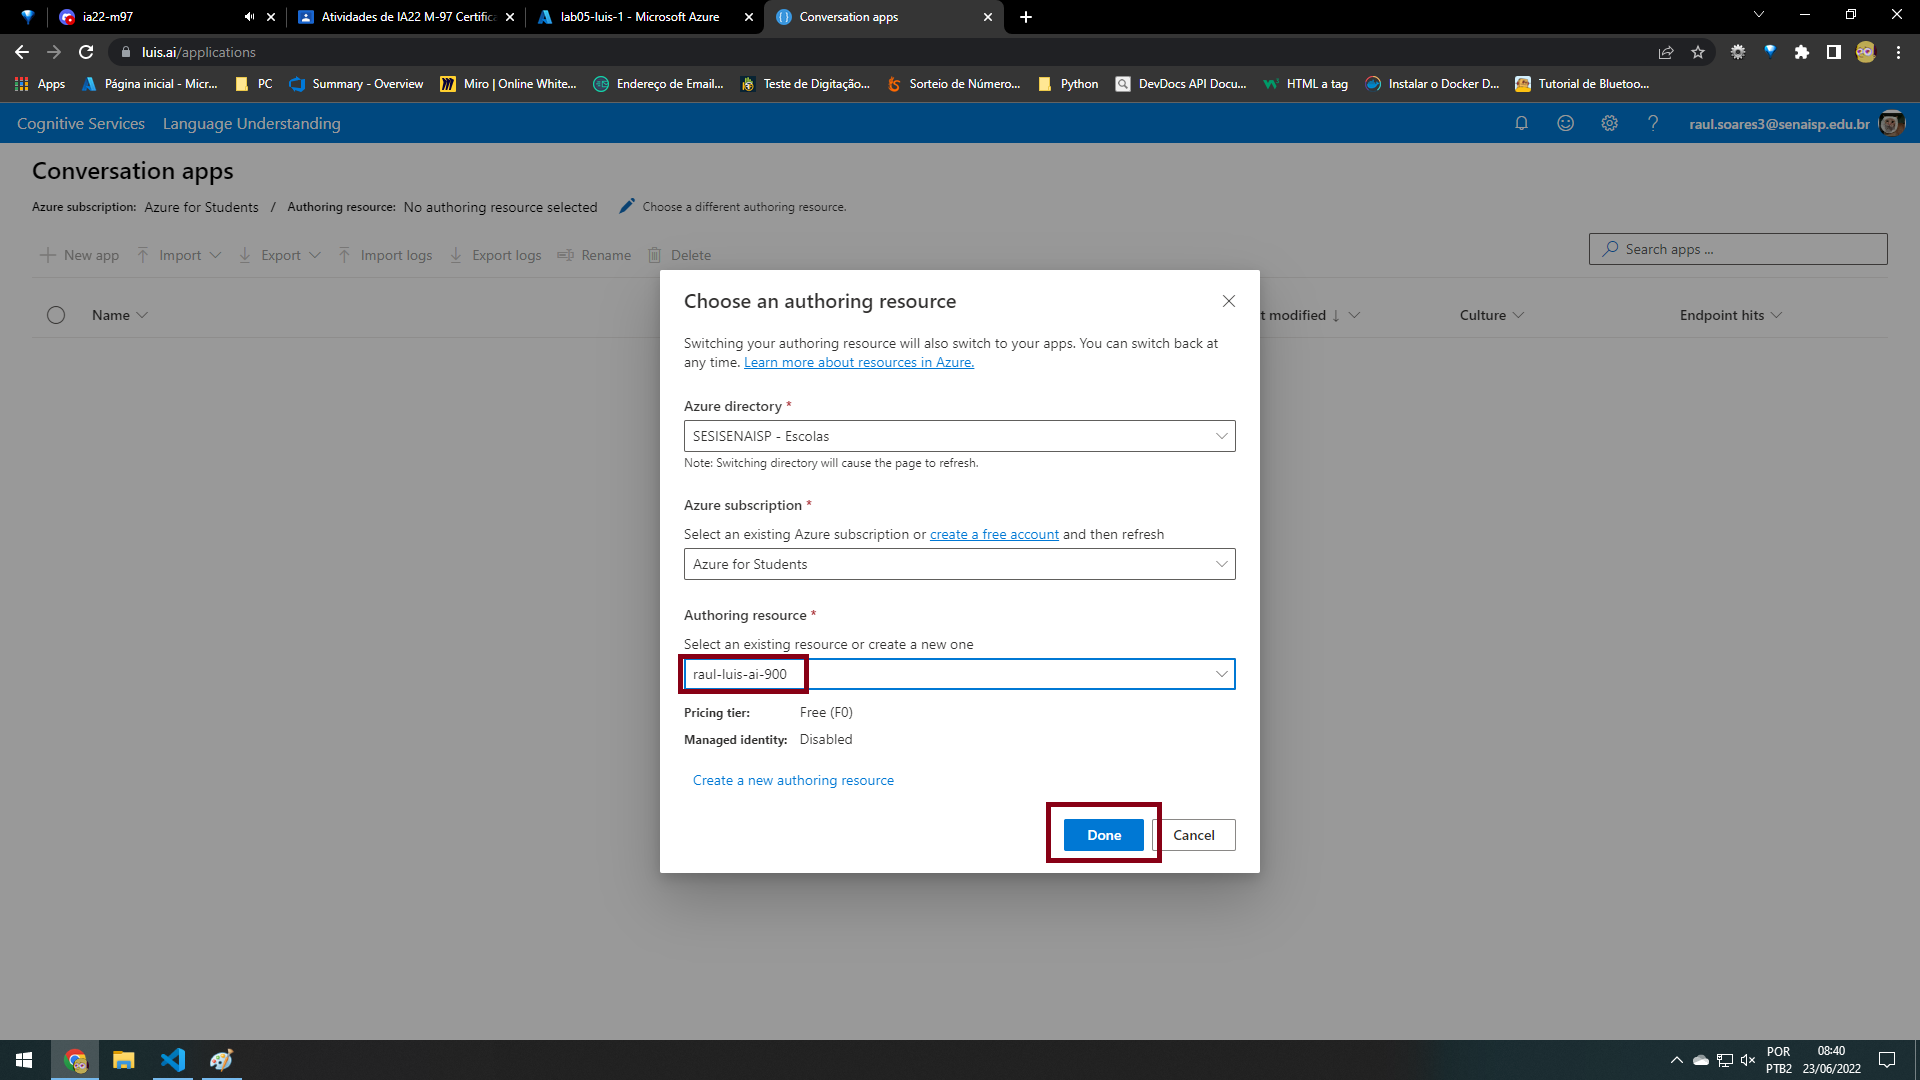 ia22-m97
Atividades de IA22 M-97 Certifica
lab05-luis-1 - Microsoft Azure
Conversation apps
luis.ai/applications
Apps
Página inicial - Micr...
PC
Summary - Overview
Miro | Online White...
Endereço de Email...
Teste de Digitação...
Sorteio de Número...
Python
DevDocs API Docu...
HTML a tag
Instalar o Docker D...
Tutorial de Bluetoo...
Cognitive Services
Language Understanding
raul.soares3@senaisp.edu.br
Conversation apps
Azure subscription: Azure for Students / Authoring resource: No authoring resource selected
Choose a different authoring resource.
New app
Import
Export
Import logs
Export logs
Rename
Delete
Search apps ...
Name
t modified ↓
Culture
Endpoint hits
Choose an authoring resource
Switching your authoring resource will also switch to your apps. You can switch back at
any time. Learn more about resources in Azure.
Azure directory *
SESISENAISP - Escolas
Note: Switching directory will cause the page to refresh.
Azure subscription *
Select an existing Azure subscription or create a free account and then refresh
Azure for Students
Authoring resource *
Select an existing resource or create a new one
raul-luis-ai-900
Pricing tier: Free (F0)
Managed identity: Disabled
Create a new authoring resource
Done
Cancel
POR
PTB2
08:40
23/06/2022